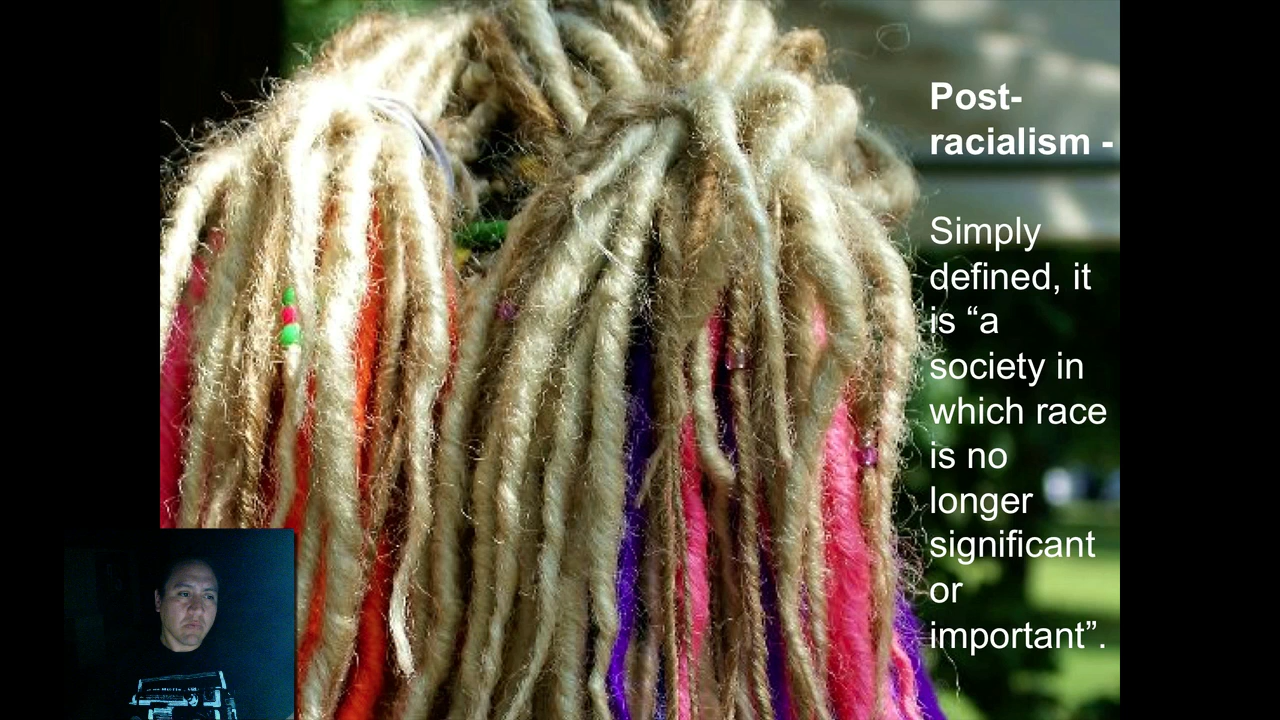 Post-
racialism -
Simply
defined, it
is “a
society in
which race
is no
longer
significant
or
important”.